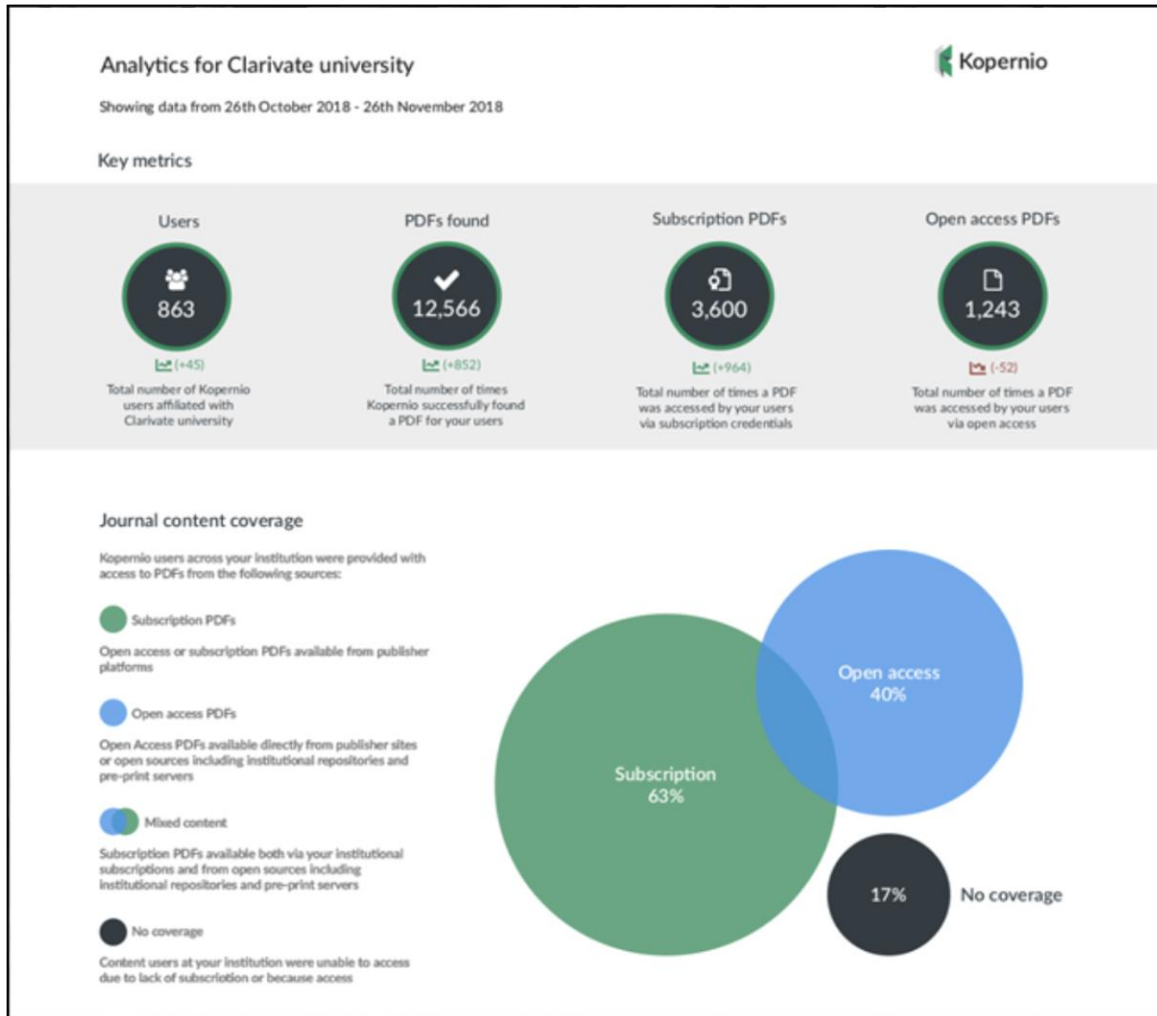 Analytics for Clarivate university
Kopernio
Showing data from 26th October 2018 - 26th November 2018
Key metrics
Users
863
(+45)
Total number of Kopernio
users affiliated with
Clarivate university
PDFs found
12,566
(+852)
Total number of times
Kopernio successfully found
a PDF for your users
Subscription PDFs
3,600
(+964)
Total number of times a PDF
was accessed by your users
via subscription credentials
Open access PDFs
1,243
(-52)
Total number of times a PDF
was accessed by your users
via open access
Journal content coverage
Kopernio users across your institution were provided with
access to PDFs from the following sources:
Subscription PDFs
Open access or subscription PDFs available from publisher
platforms
Open access PDFs
Open Access PDFs available directly from publisher sites
or open sources including institutional repositories and
pre-print servers
Mixed content
Subscription PDFs available both via your institutional
subscriptions and from open sources including
institutional repositories and pre-print servers
No coverage
Content users at your institution were unable to access
due to lack of subscription or because access
Open access
40%
Subscription
63%
17%
No coverage